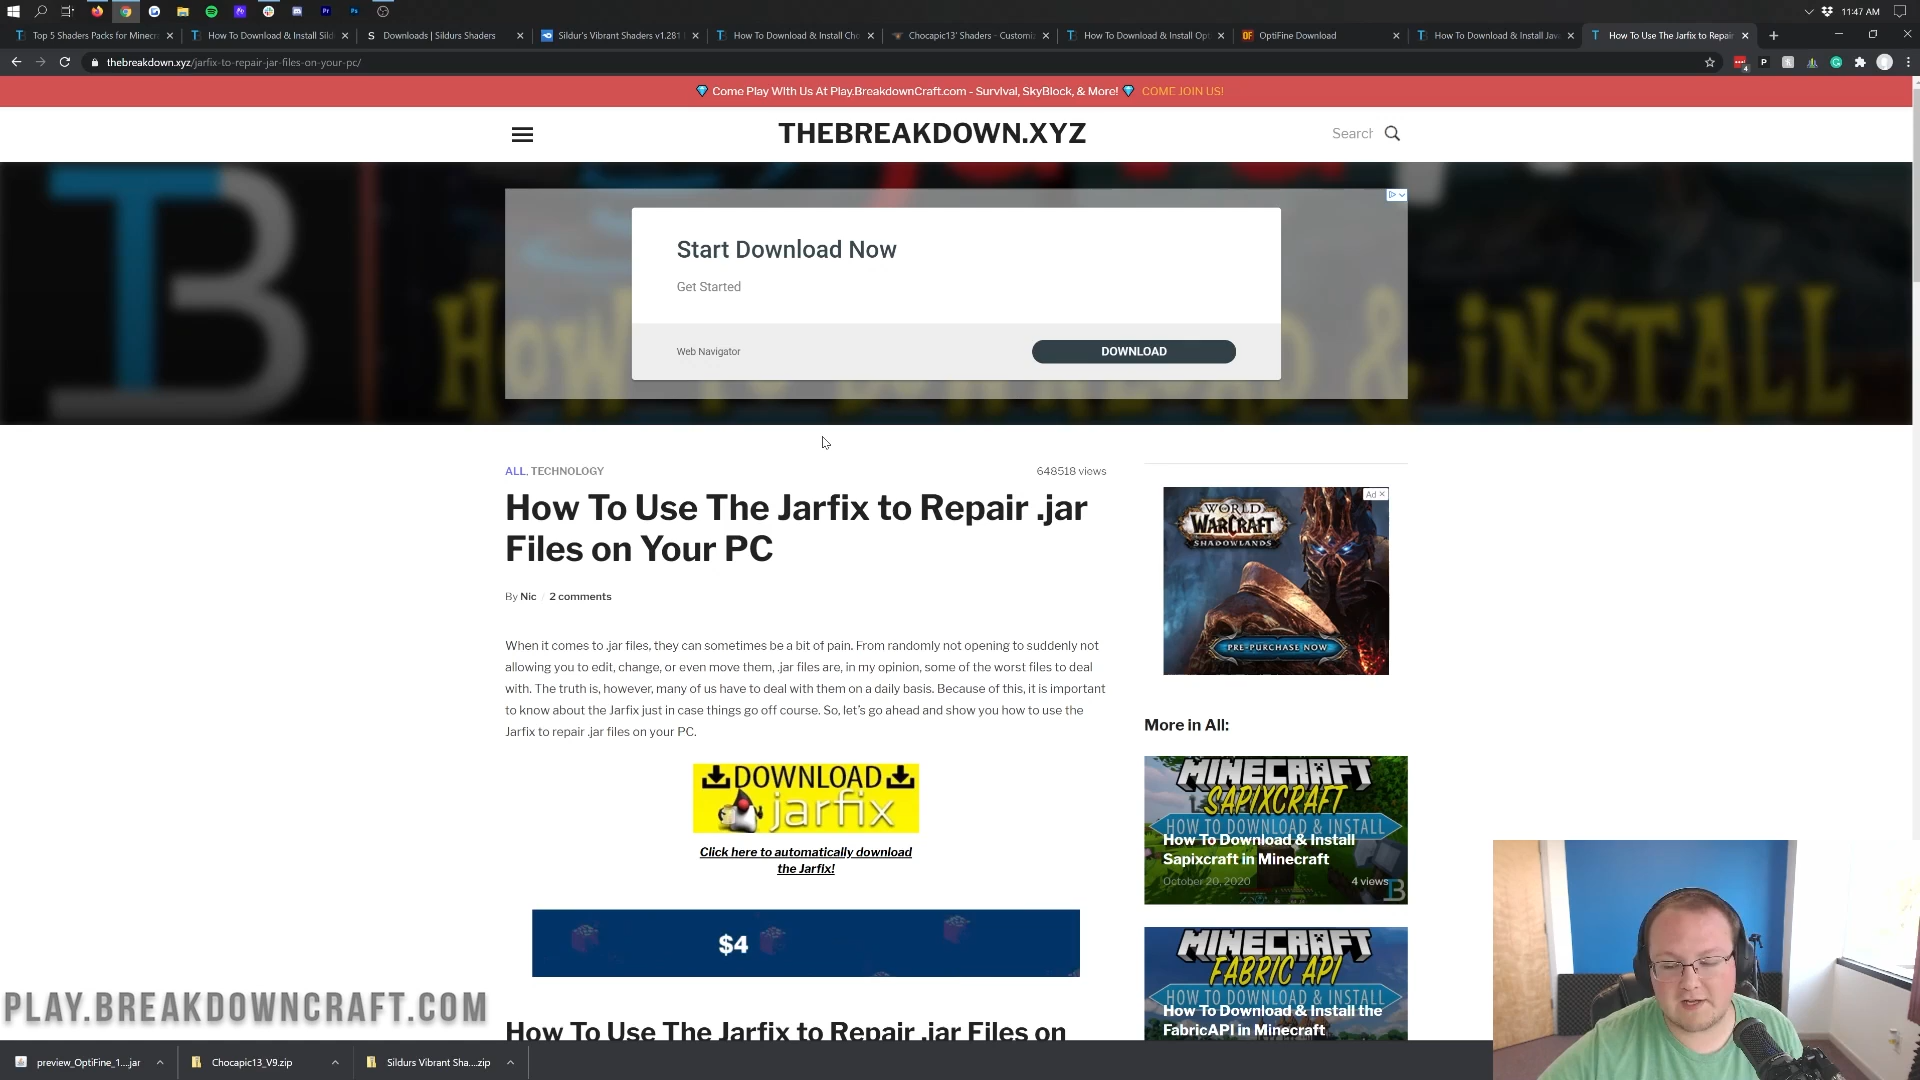 11:47 AM
Top 5 Shaders Packs for Minecr
How To Download & Install Sild
Downloads | Sildurs Shaders
Sildur's Vibrant Shaders v1.281
How To Download & Install Cho
Chocapic13' Shaders - Customi
How To Download & Install Opt
OptiFine Download
How To Download & Install Java
How To Use The Jarfix to Repair
thebreakdown.xyz/jarfix-to-repair-jar-files-on-your-pc/
Come Play With Us At Play.BreakdownCraft.com - Survival, SkyBlock, & More! COME JOIN US!
THEBREAKDOWN.XYZ
Search
Start Download Now
Get Started
Web Navigator
DOWNLOAD
HOW TO DOWNLOAD & INSTALL
ALL, TECHNOLOGY
648518 views
How To Use The Jarfix to Repair .jar
Files on Your PC
By Nic / 2 comments
When it comes to .jar files, they can sometimes be a bit of pain. From randomly not opening to suddenly not
allowing you to edit, change, or even move them, .jar files are, in my opinion, some of the worst files to deal
with. The truth is, however, many of us have to deal with them on a daily basis. Because of this, it is important
to know about the Jarfix just in case things go off course. So, let's go ahead and show you how to use the
Jarfix to repair .jar files on your PC.
DOWNLOAD
jarfix
Click here to automatically download
the Jarfix!
$4
How To Use The Jarfix to Repair .jar Files on
Ad
WORLD
WARCRAFT
SHADOWLANDS
PRE-PURCHASE NOW
More in All:
MINECRAFT
SAPIXCRAFT
HOW TO DOWNLOAD & INSTALL
How To Download & Install
Sapixcraft in Minecraft
October 20, 2020
4 views
MINECRAFT
FABRIC API
HOW TO DOWNLOAD & INSTALL
How To Download & Install the
FabricAPI in Minecraft
PLAY.BREAKDOWNCRAFT.COM
preview_OptiFine_1....jar
Chocapic13_V9.zip
Sildurs Vibrant Sha....zip